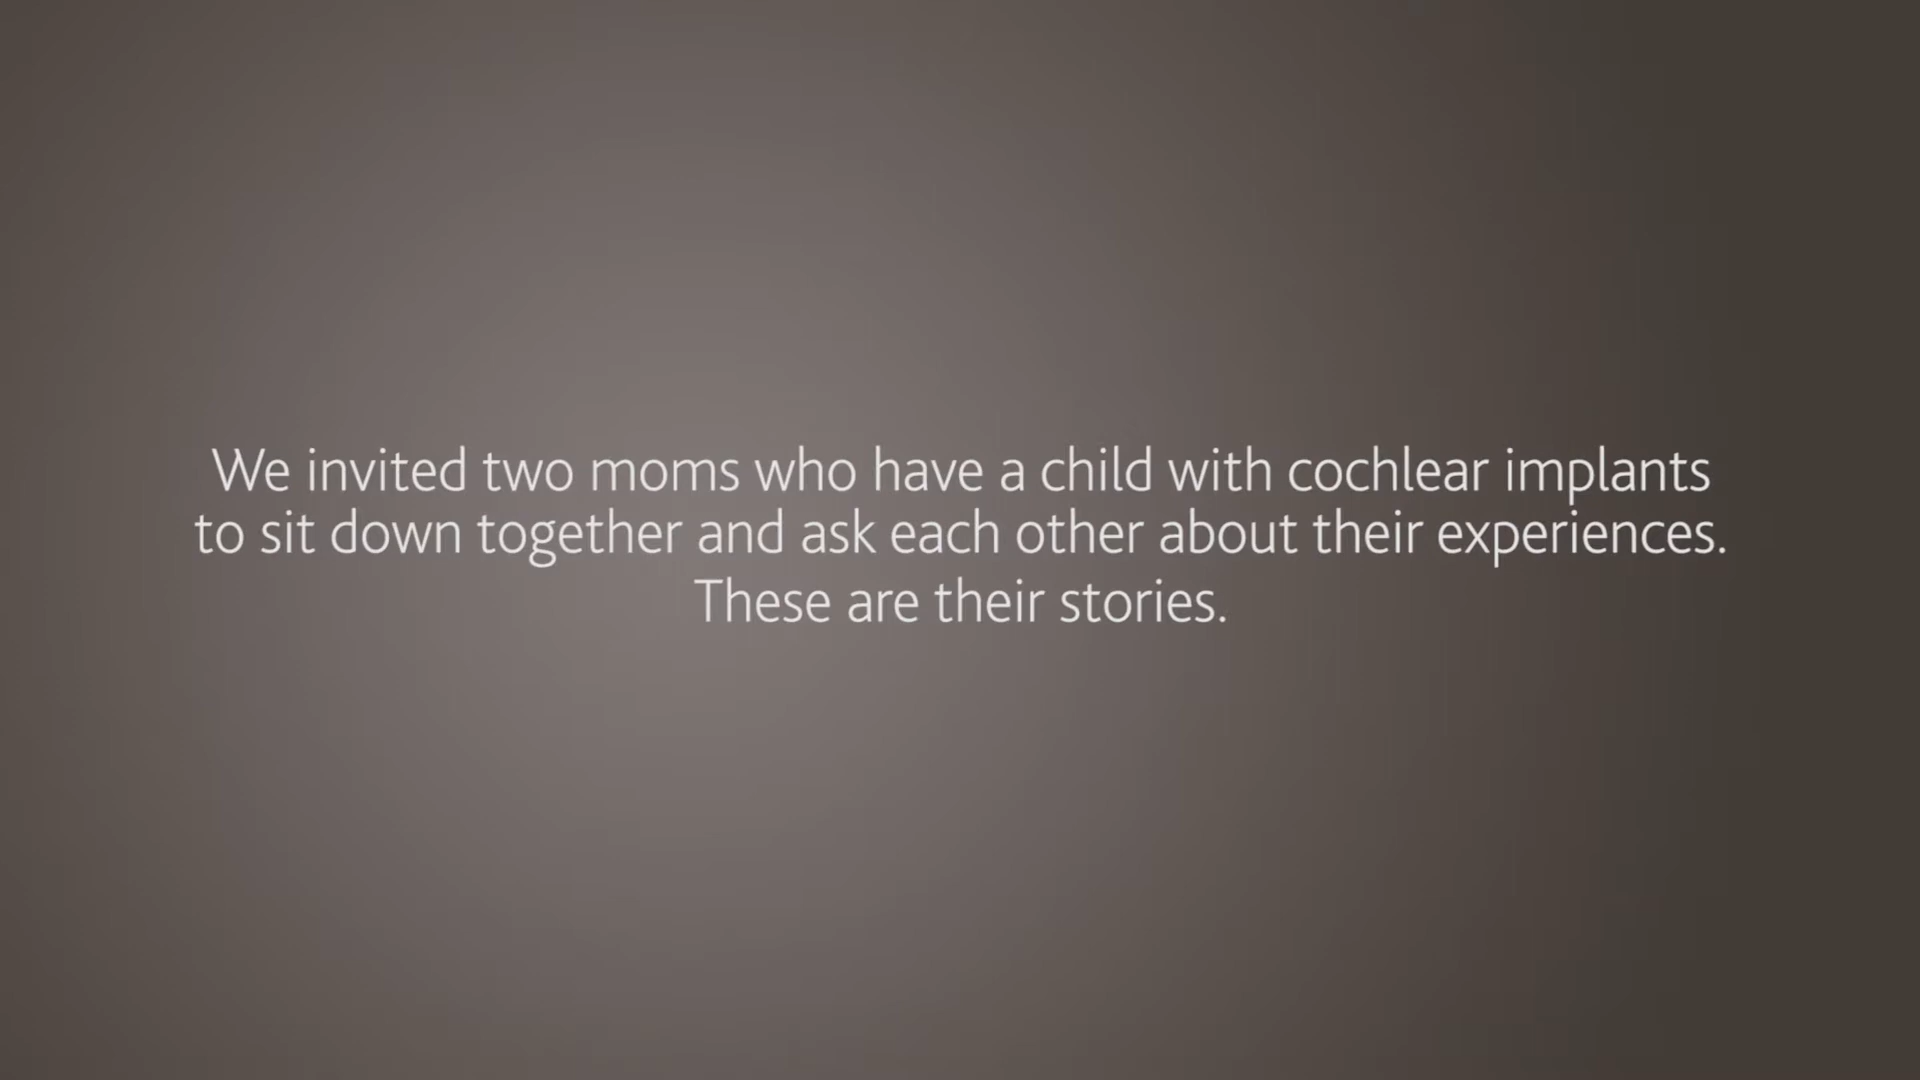 We invited two moms who have a child with cochlear implants
to sit down together and ask each other about their experiences.
These are their stories.